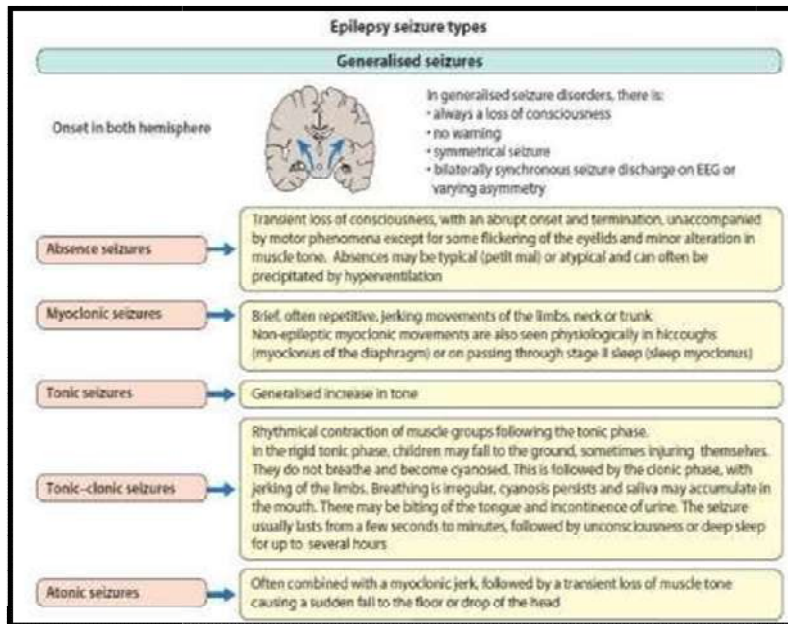 Epilepsy seizure types
Generalised seizures
Onset in both hemisphere
In generalised seizure disorders, there is:
• always a loss of consciousness
• no warning
• symmetrical seizure
• bilaterally synchronous seizure discharge on EEG or
varying asymmetry
Absence seizures
Transient loss of consciousness, with an abrupt onset and termination, unaccompanied
by motor phenomena except for some flickering of the eyelids and minor alteration in
muscle tone. Absences may be typical (petit mal) or atypical and can often be
precipitated by hyperventilation
Myoclonic seizures
Brief, often repetitive, jerking movements of the limbs, neck or trunk
Non-epileptic myoclonic movements are also seen physiologically in hiccoughs
(myoclonus of the diaphragm) or on passing through stage II sleep (sleep myoclonus)
Tonic seizures
Generalised increase in tone
Tonic–clonic seizures
Rhythmical contraction of muscle groups following the tonic phase.
In the rigid tonic phase, children may fall to the ground, sometimes injuring themselves.
They do not breathe and become cyanosed. This is followed by the clonic phase, with
jerking of the limbs. Breathing is irregular, cyanosis persists and saliva may accumulate in
the mouth. There may be biting of the tongue and incontinence of urine. The seizure
usually lasts from a few seconds to minutes, followed by unconsciousness or deep sleep
for up to several hours
Atonic seizures
Often combined with a myoclonic jerk, followed by a transient loss of muscle tone
causing a sudden fall to the floor or drop of the head